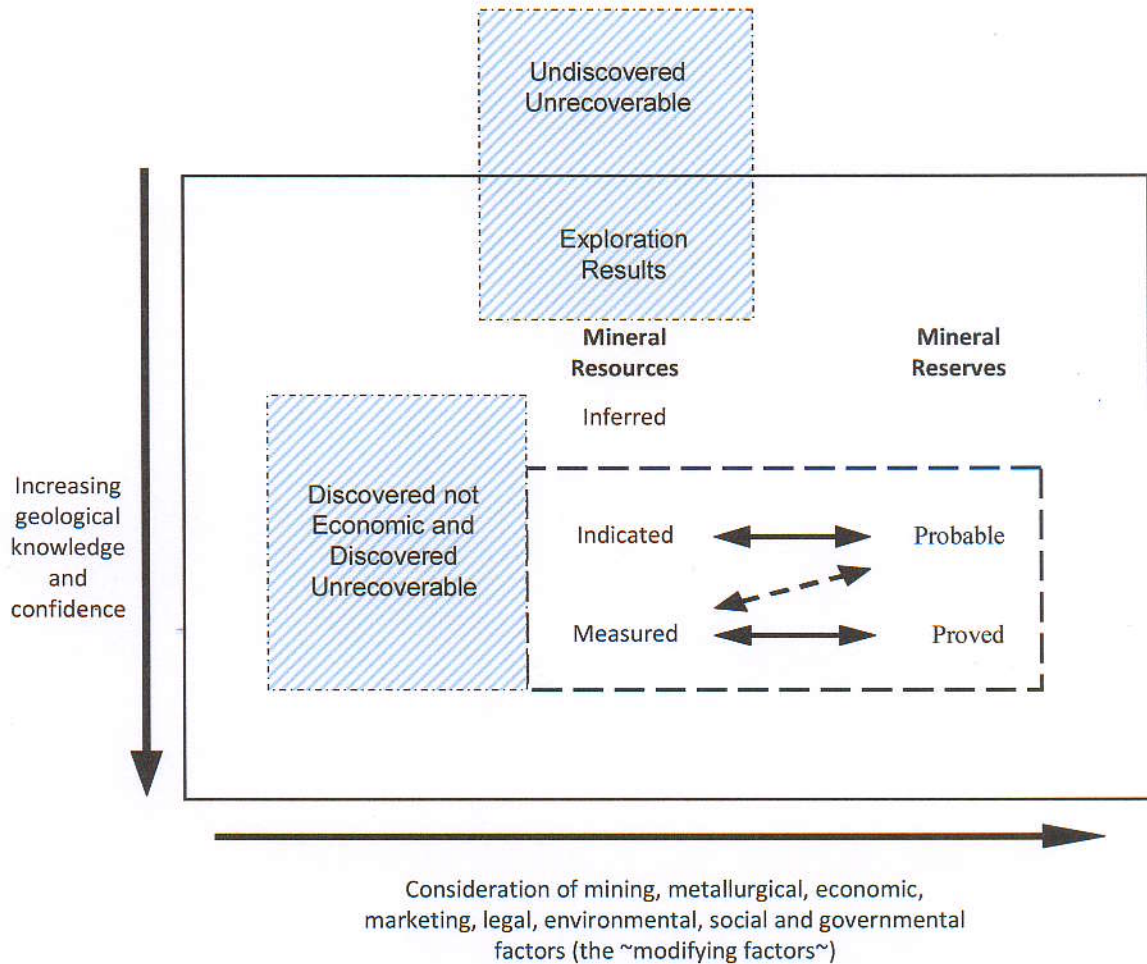 Undiscovered
Unrecoverable
Exploration
Results
Mineral
Resources
Mineral
Reserves
Inferred
Increasing
geological
knowledge
and
confidence
Discovered not
Economic and
Discovered
Unrecoverable
Indicated
Probable
Measured
Proved
Consideration of mining, metallurgical, economic,
marketing, legal, environmental, social and governmental
factors (the ~modifying factors~)